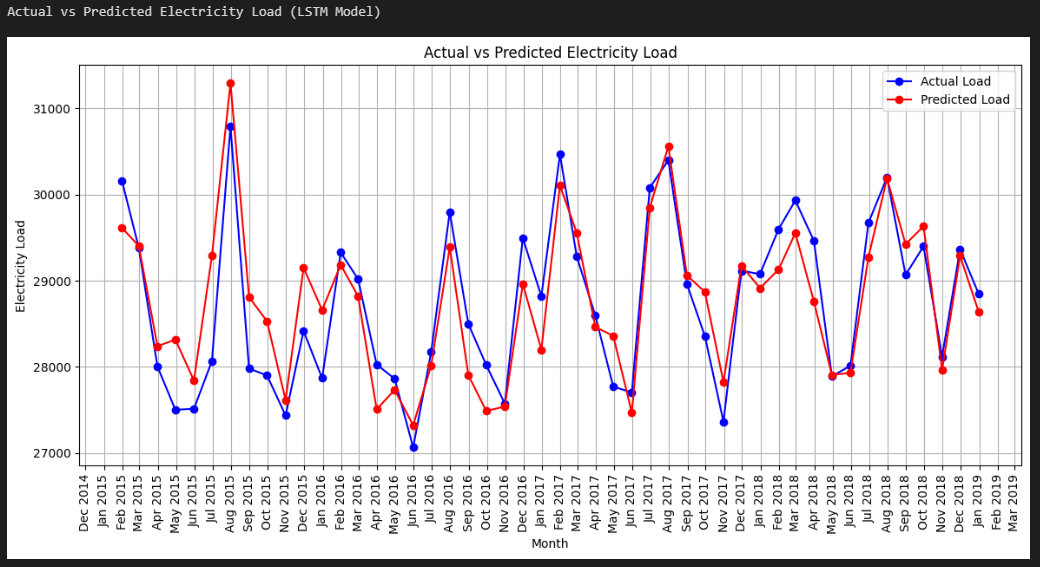 Actual vs Predicted Electricity Load (LSTM Model)
Actual vs Predicted Electricity Load
Actual Load
Predicted Load
31000
30000
29000
28000
27000
Electricity Load
Dec 2014
Jan 2015
Feb 2015
Mar 2015
Apr 2015
May 2015
Jun 2015
Jul 2015
Aug 2015
Sep 2015
Oct 2015
Nov 2015
Dec 2015
Jan 2016
Feb 2016
Mar 2016
Apr 2016
May 2016
Jun 2016
Jul 2016
Aug 2016
Sep 2016
Oct 2016
Nov 2016
Dec 2016
Jan 2017
Feb 2017
Mar 2017
Apr 2017
May 2017
Jun 2017
Jul 2017
Aug 2017
Sep 2017
Oct 2017
Nov 2017
Dec 2017
Jan 2018
Feb 2018
Mar 2018
Apr 2018
May 2018
Jun 2018
Jul 2018
Aug 2018
Sep 2018
Oct 2018
Nov 2018
Dec 2018
Jan 2019
Feb 2019
Mar 2019
Month